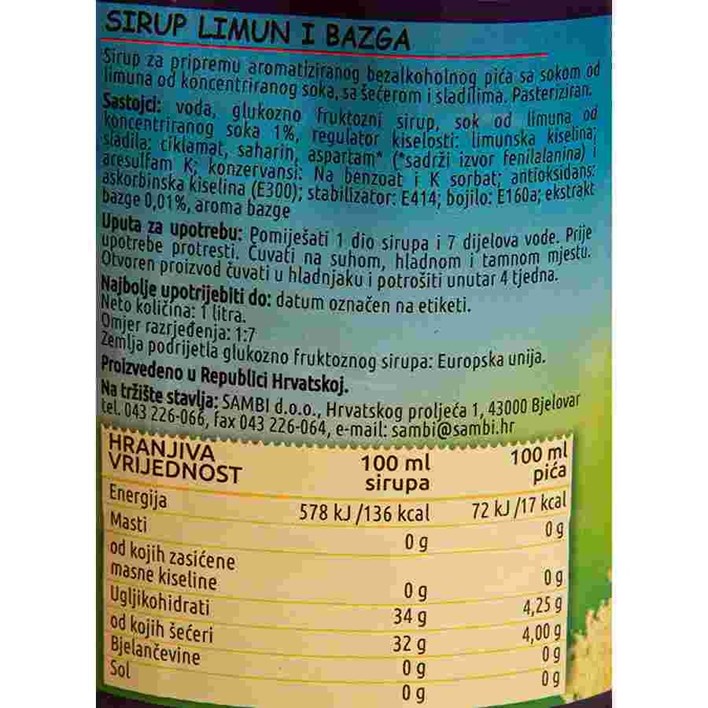 SIRUP LIMUN I BAZGA
Sirup za pripremu aromatiziranog bezalkoholnog pića sa sokom od
limuna od koncentriranog soka, sa šećerom i sladilima. Pasteriziran.
Sastojci: voda, glukozno fruktozni sirup, sok od limuna od
koncentriranog soka 1%, regulator kiselosti: limunska kiselina;
sladila: ciklamat, saharin, aspartam* (*sadrži izvor fenilalanina) i
acesulfam K; konzervansi: Na benzoat i K sorbat; antioksidans:
askorbinska kiselina (E300); stabilizator: E414; bojilo: E160a; ekstrakt
bazge 0,01%, aroma bazge
Uputa za upotrebu: Pomiješati 1 dio sirupa i 7 dijelova vode. Prije
upotrebe protresti. Čuvati na suhom, hladnom i tamnom mjestu.
Otvoren proizvod čuvati u hladnjaku i potrošiti unutar 4 tjedna.
Najbolje upotrijebiti do: datum označen na etiketi.
Neto količina: 1 litra.
Omjer razrjeđenja: 1:7
Zemlja podrijetla glukozno fruktoznog sirupa: Europska unija.
Proizvedeno u Republici Hrvatskoj.
Na tržište stavlja: SAMBI d.o.o., Hrvatskog proljeća 1, 43000 Bjelovar
tel. 043 226-066, fax 043 226-064, e-mail: sambi@sambi.hr
HRANJIVA VRIJEDNOST 100 ml sirupa 100 ml pića
Energija 578 kJ/136 kcal 72 kJ/17 kcal
Masti 0 g 0 g
od kojih zasićene
masne kiseline 0 g 0 g
Ugljikohidrati 34 g 4,25 g
od kojih šećeri 32 g 4,00 g
Bjelančevine 0 g 0 g
Sol 0 g 0 g